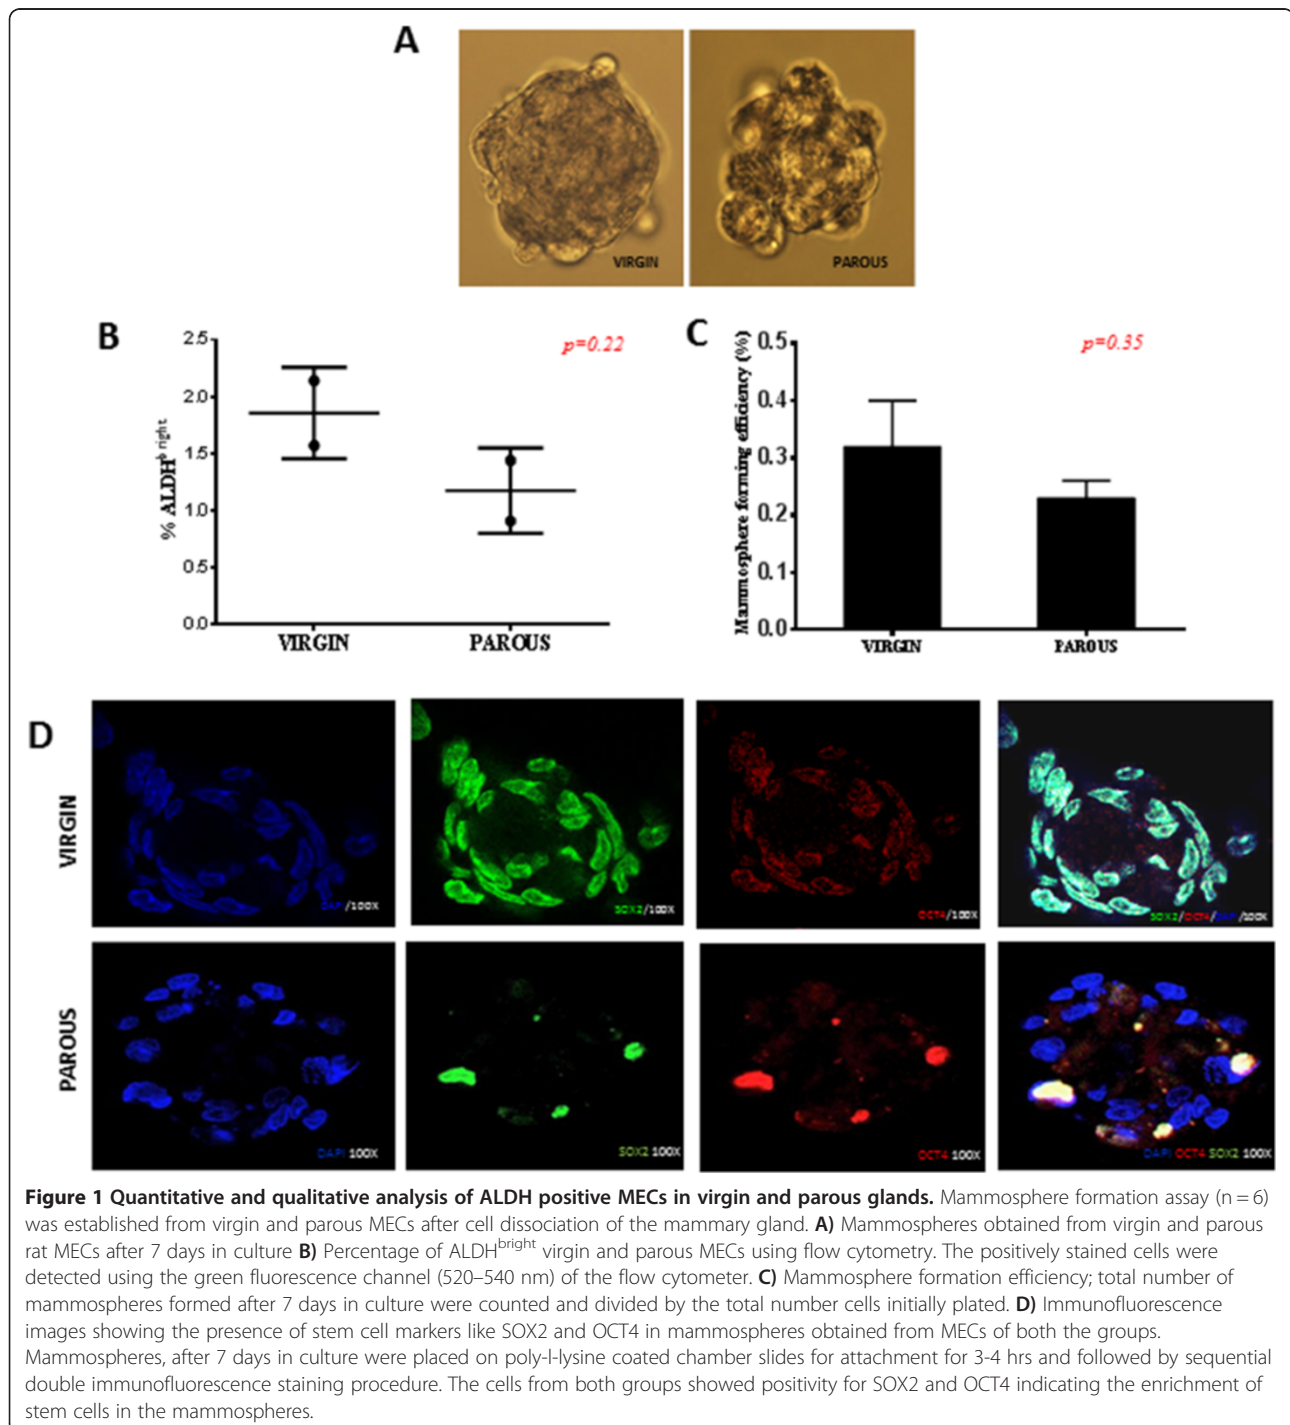 A
VIRGIN
PAROUS
B
% ALDHbright
2.5
2.0
1.5
1.0
0.5
0.0
p=0.22
VIRGIN
PAROUS
C
Mammosphere forming efficiency (%)
0.5
0.4
0.3
0.2
0.1
0.0
p=0.35
VIRGIN
PAROUS
D
VIRGIN
DAPI/100X
SOX2/100X
OCT4/100X
SOX2/OCT4/DAPI/100X
PAROUS
DAPI 100X
SOX2 100X
OCT4 100X
DAPI OCT4 SOX2 100X
Figure 1 Quantitative and qualitative analysis of ALDH positive MECs in virgin and parous glands. Mammosphere formation assay (n = 6)
was established from virgin and parous MECs after cell dissociation of the mammary gland. A) Mammospheres obtained from virgin and parous
rat MECs after 7 days in culture B) Percentage of ALDHbright virgin and parous MECs using flow cytometry. The positively stained cells were
detected using the green fluorescence channel (520–540 nm) of the flow cytometer. C) Mammosphere formation efficiency; total number of
mammospheres formed after 7 days in culture were counted and divided by the total number cells initially plated. D) Immunofluorescence
images showing the presence of stem cell markers like SOX2 and OCT4 in mammospheres obtained from MECs of both the groups.
Mammospheres, after 7 days in culture were placed on poly-l-lysine coated chamber slides for attachment for 3-4 hrs and followed by sequential
double immunofluorescence staining procedure. The cells from both groups showed positivity for SOX2 and OCT4 indicating the enrichment of
stem cells in the mammospheres.